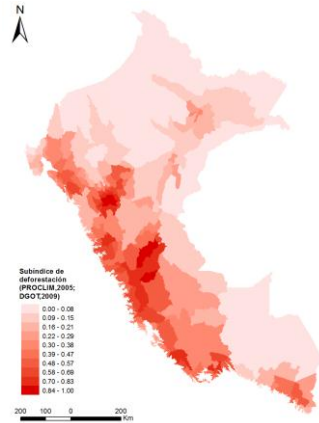 N
Subíndice de
deforestación
(PROCLIM,2005;
DGOT,2009)
0.00 - 0.08
0.09 - 0.15
0.16 - 0.21
0.22 - 0.29
0.30 - 0.38
0.39 - 0.47
0.48 - 0.57
0.58 - 0.69
0.70 - 0.83
0.84 - 1.00
200 100 0 200
Km